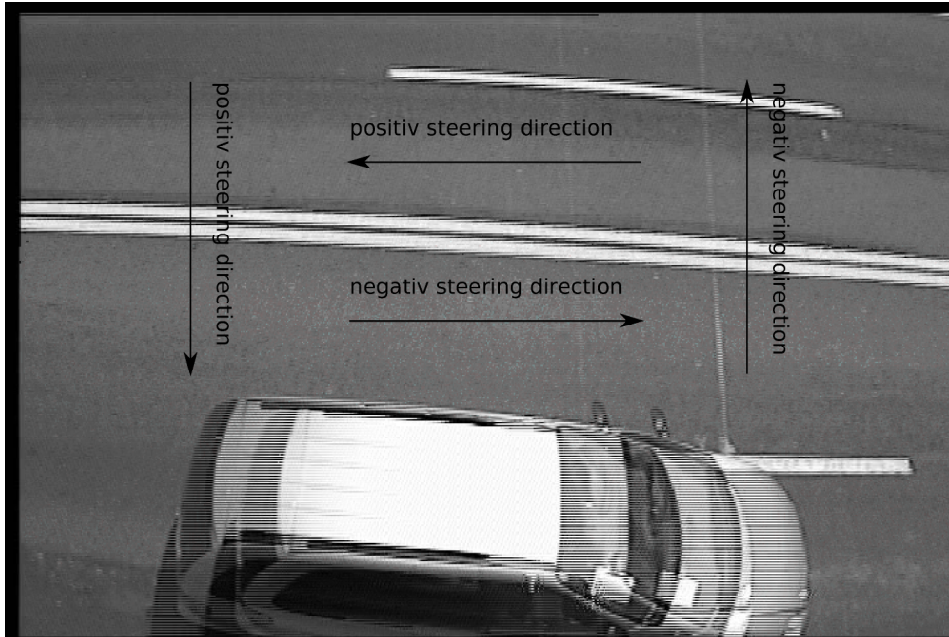 positiv steering direction
positiv steering direction
negativ steering direction
negativ steering direction